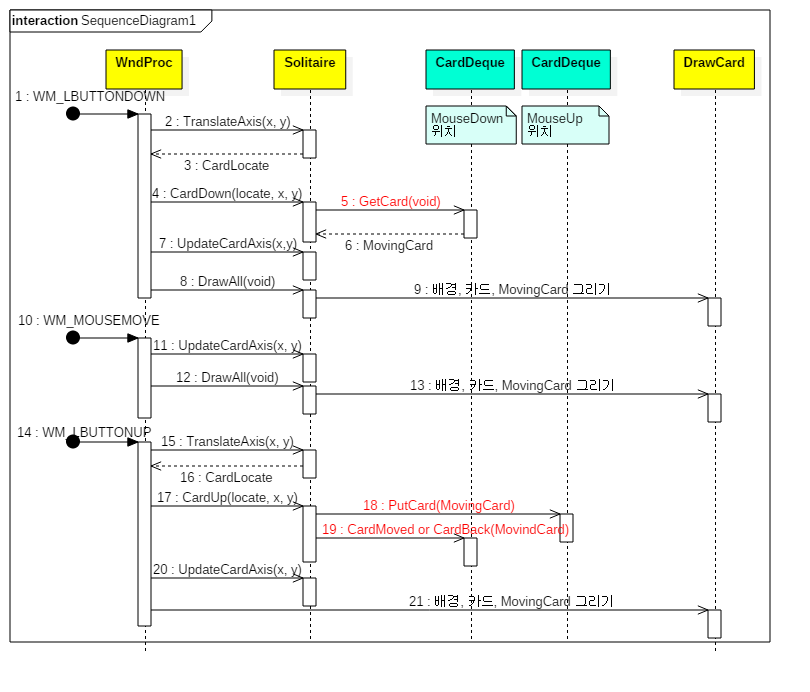 interaction SequenceDiagram1
WndProc
Solitaire
CardDeque
CardDeque
DrawCard
MouseDown
위치
MouseUp
위치
1 : WM_LBUTTONDOWN
2 : TranslateAxis(x, y)
3 : CardLocate
4 : CardDown(locate, x, y)
5 : GetCard(void)
6 : MovingCard
7 : UpdateCardAxis(x,y)
8 : DrawAll(void)
9 : 배경, 카드, MovingCard 그리기
10 : WM_MOUSEMOVE
11 : UpdateCardAxis(x, y)
12 : DrawAll(void)
13 : 배경, 카드, MovingCard 그리기
14 : WM_LBUTTONUP
15 : TranslateAxis(x, y)
16 : CardLocate
17 : CardUp(locate, x, y)
18 : PutCard(MovingCard)
19 : CardMoved or CardBack(MovindCard)
20 : UpdateCardAxis(x, y)
21 : 배경, 카드, MovingCard 그리기